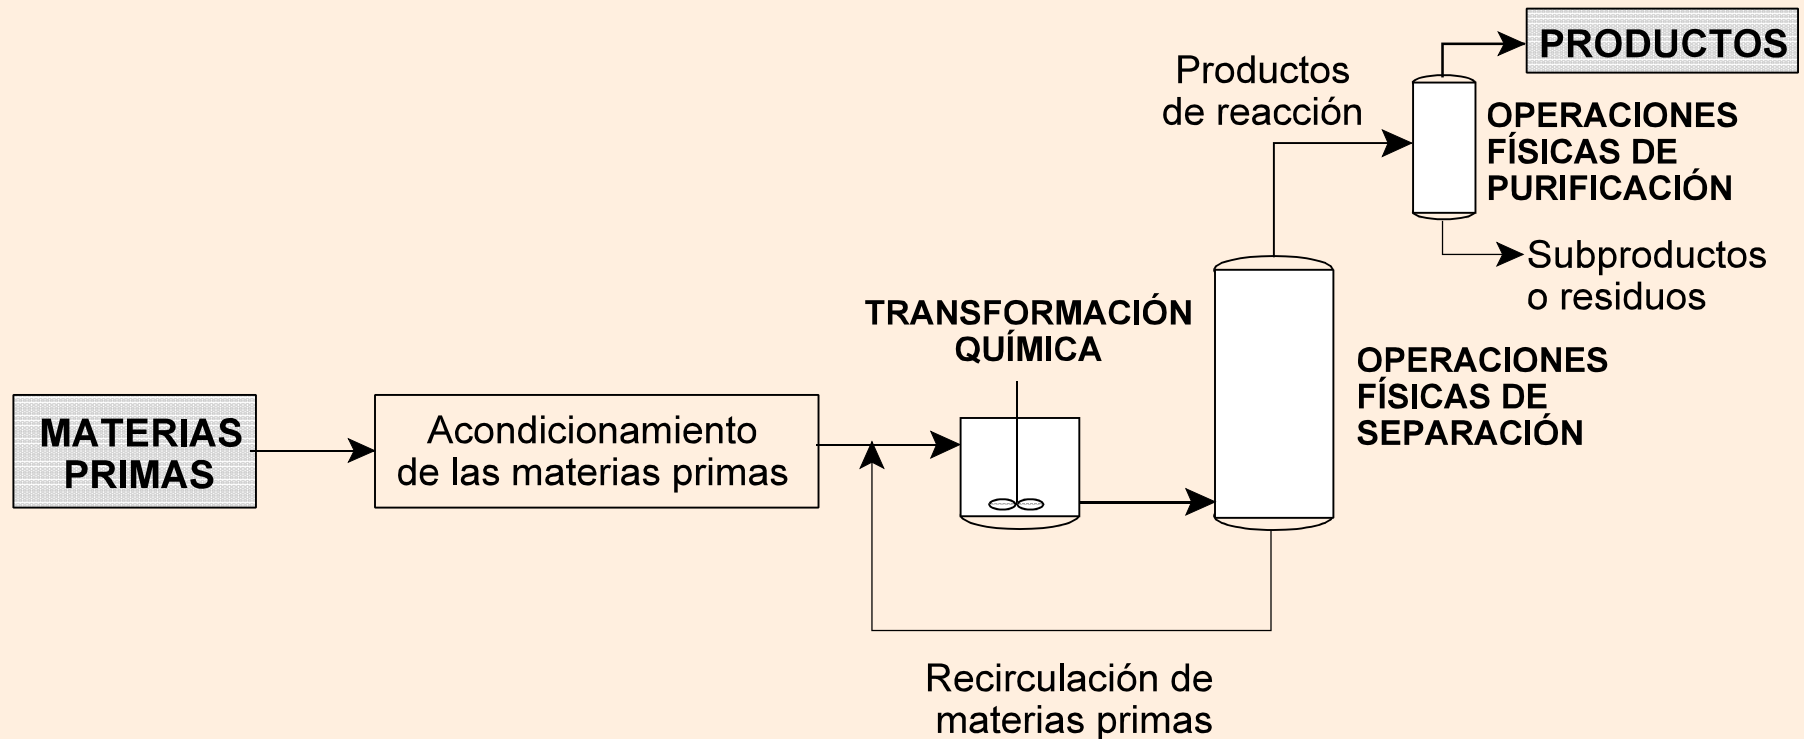 PRODUCTOS
Productos
de reacción
OPERACIONES
FÍSICAS DE
PURIFICACIÓN
Subproductos
o residuos
TRANSFORMACIÓN
QUÍMICA
OPERACIONES
FÍSICAS DE
SEPARACIÓN
MATERIAS
PRIMAS
Acondicionamiento
de las materias primas
Recirculación de
materias primas